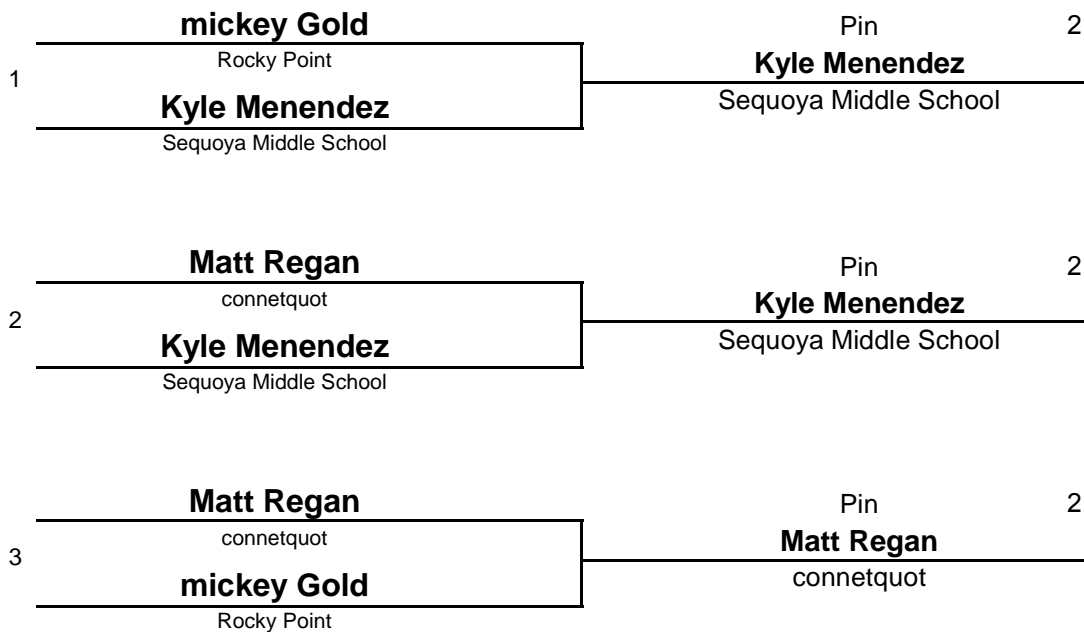 mickey Gold
Pin 2
Rocky Point
Kyle Menendez
1
Kyle Menendez
Sequoya Middle School
Sequoya Middle School
Matt Regan
Pin 2
connetquot
Kyle Menendez
2
Kyle Menendez
Sequoya Middle School
Sequoya Middle School
Matt Regan
Pin 2
connetquot
Matt Regan
3
mickey Gold
connetquot
Rocky Point